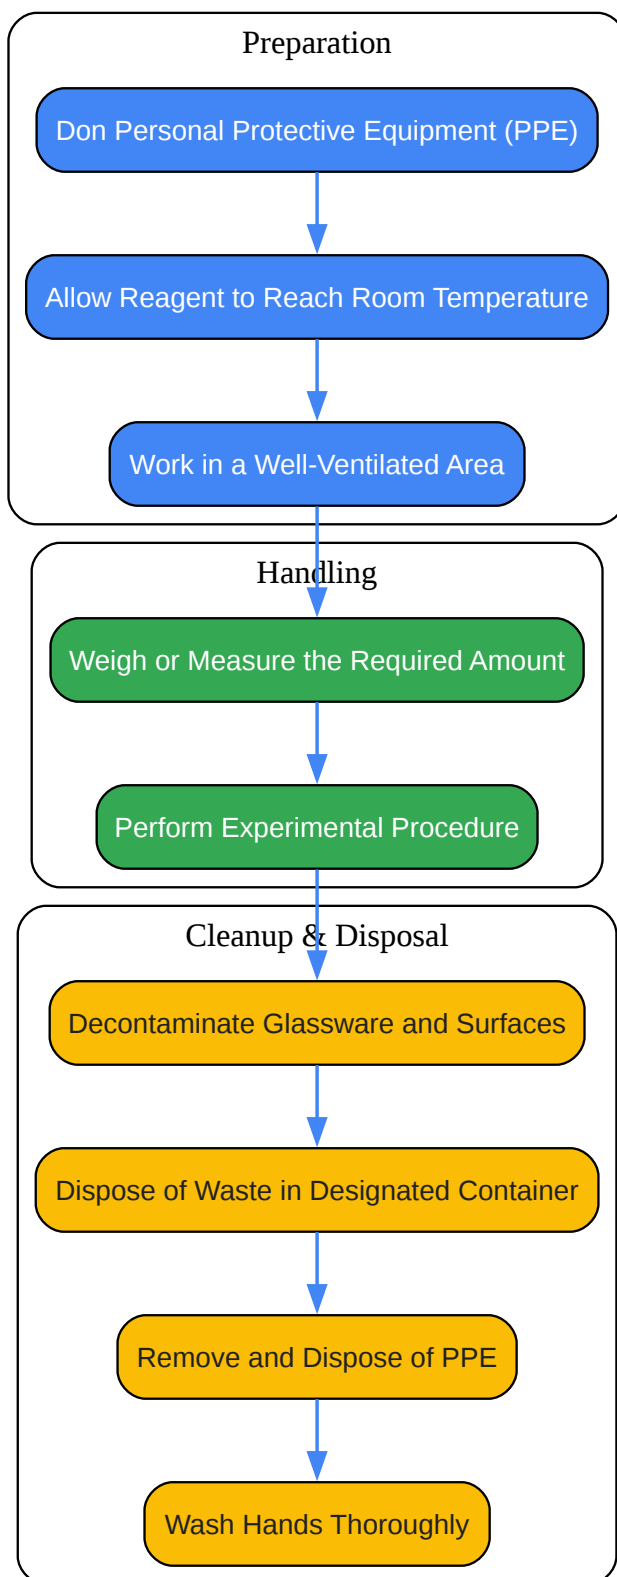 Preparation
Don Personal Protective Equipment (PPE)
Allow Reagent to Reach Room Temperature
Work in a Well-Ventilated Area
Handling
Weigh or Measure the Required Amount
Perform Experimental Procedure
Cleanup & Disposal
Decontaminate Glassware and Surfaces
Dispose of Waste in Designated Container
Remove and Dispose of PPE
Wash Hands Thoroughly